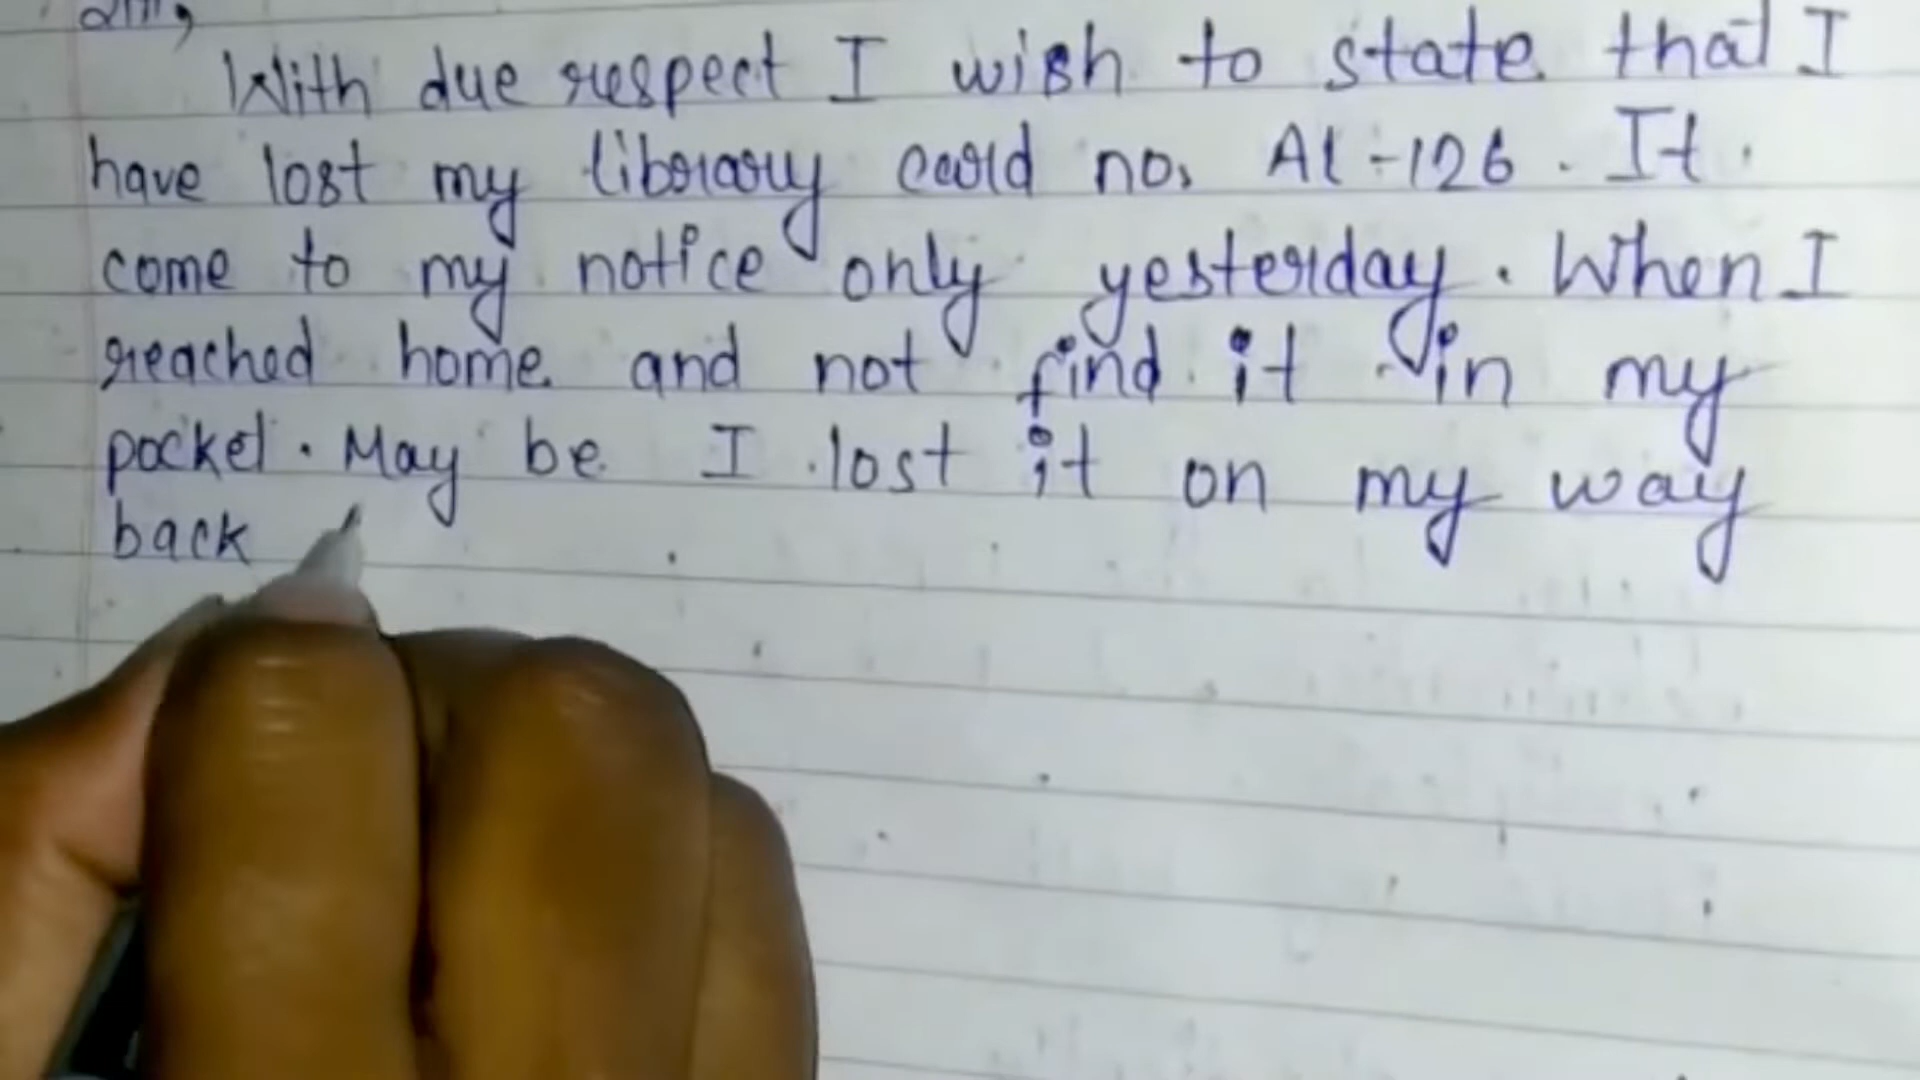 With due respect I wish to state that I
have lost my library card no. Al-126. It
come to my notice only yesterday. When I
reached home and not find it in my
pocket. May be I lost it on my way
back